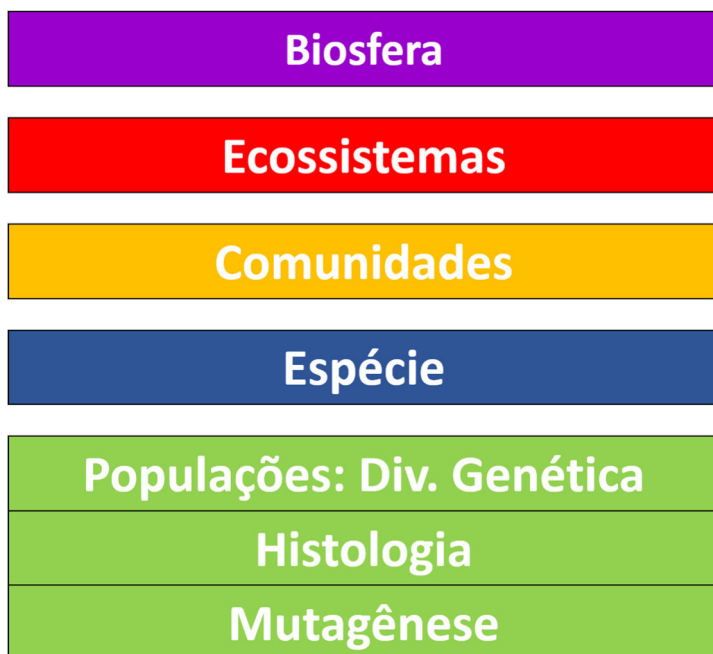 Biosfera
Ecossistemas
Comunidades
Espécie
Populações: Div. Genética
Histologia
Mutagênese